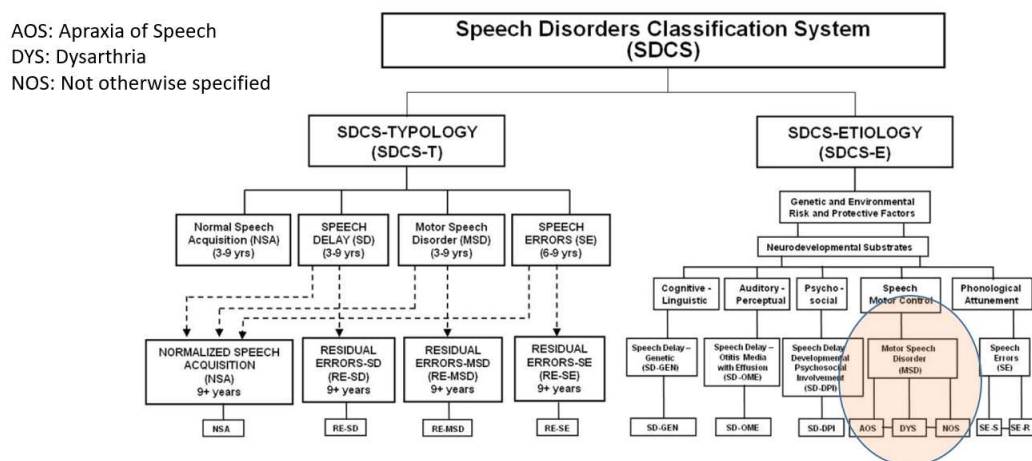 AOS: Apraxia of Speech
DYS: Dysarthria
NOS: Not otherwise specified
Speech Disorders Classification System
(SDCS)
SDCS-TYPOLOGY
(SDCS-T)
SDCS-ETIOLOGY
(SDCS-E)
Genetic and Environmental
Risk and Protective Factors
Neurodevelopmental Substrates
Normal Speech
Acquisition (NSA)
(3-9 yrs)
SPEECH
DELAY (SD)
(3-9 yrs)
Motor Speech
Disorder (MSD)
(3-9 yrs)
SPEECH
ERRORS (SE)
(6-9 yrs)
Cognitive -
Linguistic
Auditory -
Perceptual
Psycho -
social
Speech
Motor Control
Phonological
Attunement
NORMALIZED SPEECH
ACQUISITION
(NSA)
9+ years
RESIDUAL
ERRORS-SD
(RE-SD)
9+ years
RESIDUAL
ERRORS-MSD
(RE-MSD)
9+ years
RESIDUAL
ERRORS-SE
(RE-SE)
9+ years
Speech Delay –
Genetic
(SD-GEN)
Speech Delay –
Otitis Media
with Effusion
(SD-OME)
Speech Delay
Developmental
Psychosocial
Involvement
(SD-DPI)
Motor Speech
Disorder
(MSD)
Speech
Errors
(SE)
NSA
RE-SD
RE-MSD
RE-SE
SD-GEN
SD-OME
SD-DPI
AOS
DYS
NOS
SE-S
SE-R